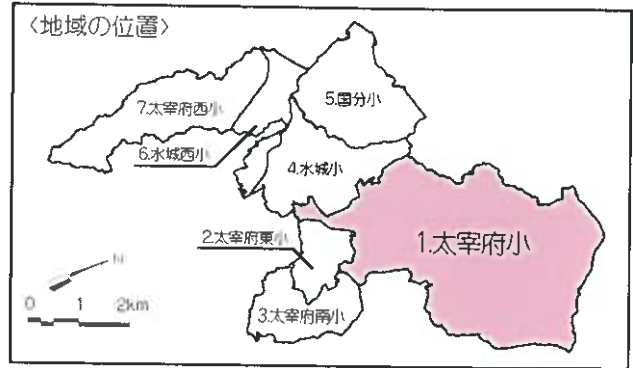 〈地域の位置〉
5.国分小
7.太宰府西小
6.水城西小
4.水城小
1.太宰府小
2.太宰府東小
3.太宰府南小
N
0 1 2km